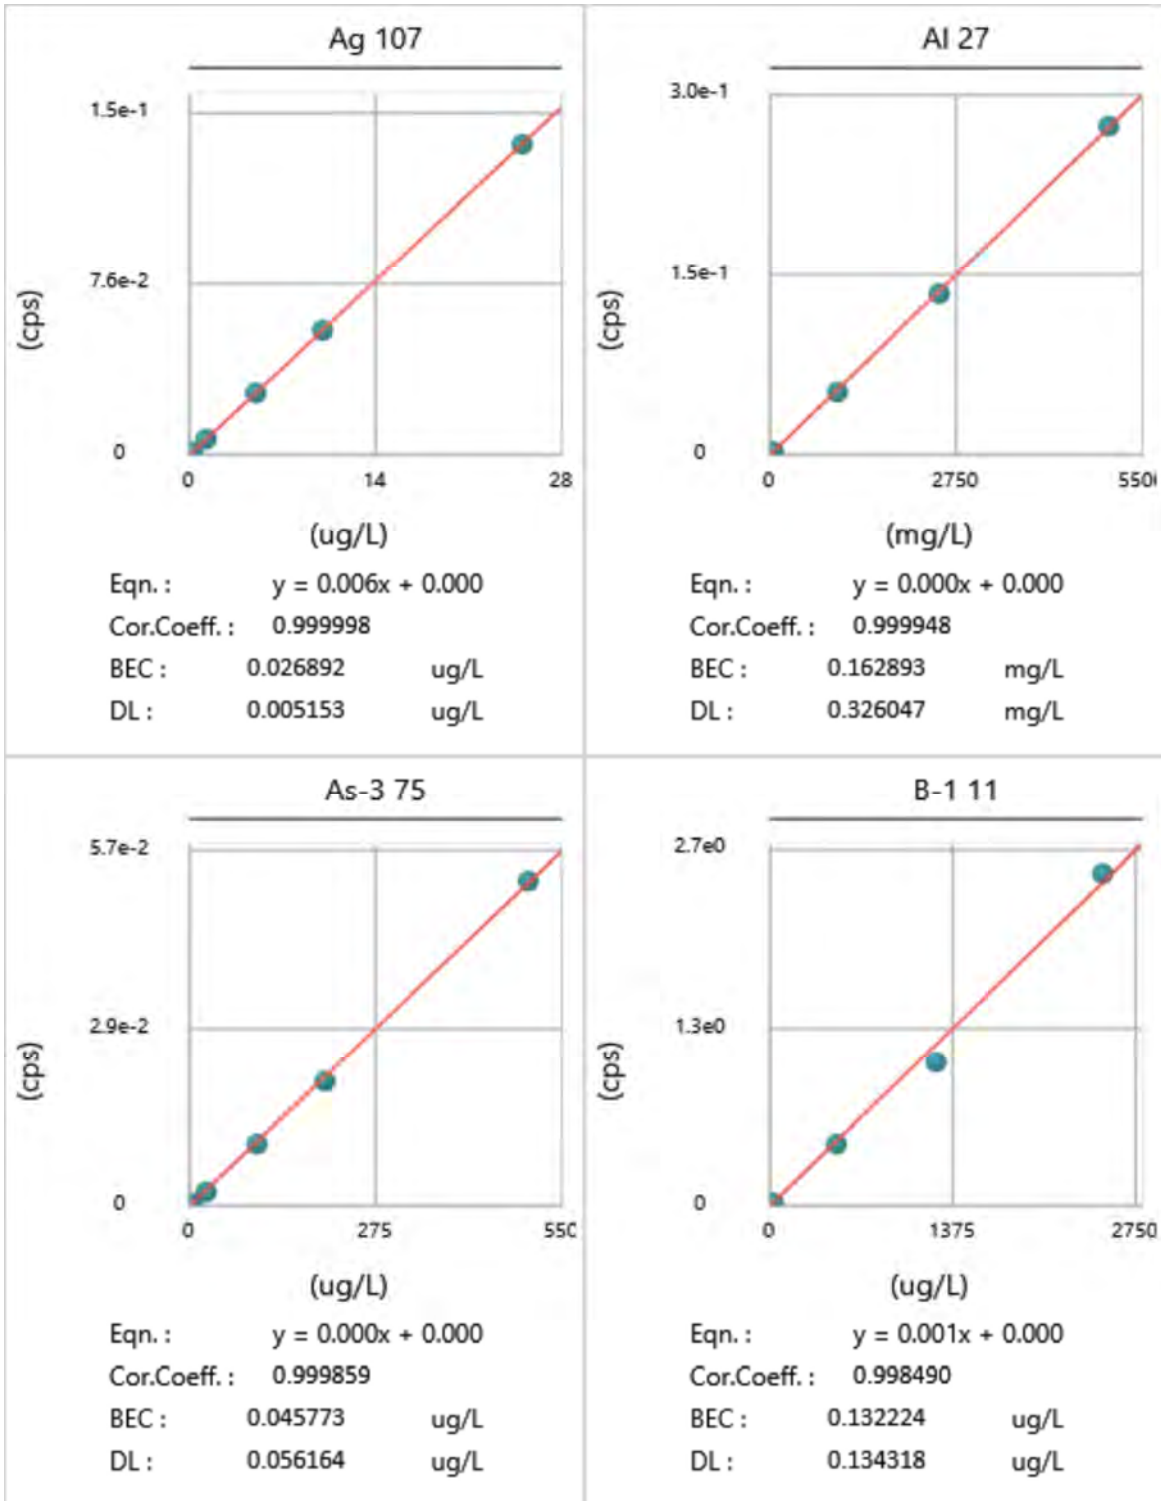 Ag 107
1.5e-1
7.6e-2
0
(cps)
0 14 28
(ug/L)
Eqn. : y = 0.006x + 0.000
Cor.Coeff. : 0.999998
BEC : 0.026892 ug/L
DL : 0.005153 ug/L
Al 27
3.0e-1
1.5e-1
0
(cps)
0 2750 550
(mg/L)
Eqn. : y = 0.000x + 0.000
Cor.Coeff. : 0.999948
BEC : 0.162893 mg/L
DL : 0.326047 mg/L
As-3 75
5.7e-2
2.9e-2
0
(cps)
0 275 550
(ug/L)
Eqn. : y = 0.000x + 0.000
Cor.Coeff. : 0.999859
BEC : 0.045773 ug/L
DL : 0.056164 ug/L
B-1 11
2.7e0
1.3e0
0
(cps)
0 1375 2750
(ug/L)
Eqn. : y = 0.001x + 0.000
Cor.Coeff. : 0.998490
BEC : 0.132224 ug/L
DL : 0.134318 ug/L